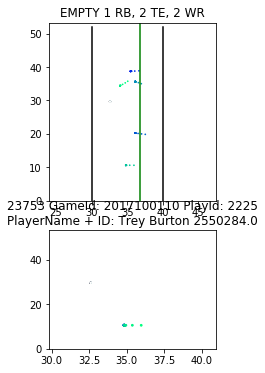 EMPTY 1 RB, 2 TE, 2 WR
50
40
30
20
10
0
25 30 35 40 45
23753 GameId: 2017100110 PlayId: 2225
PlayerName + ID: Trey Burton 2550284.0
40
20
0
30.0 32.5 35.0 37.5 40.0